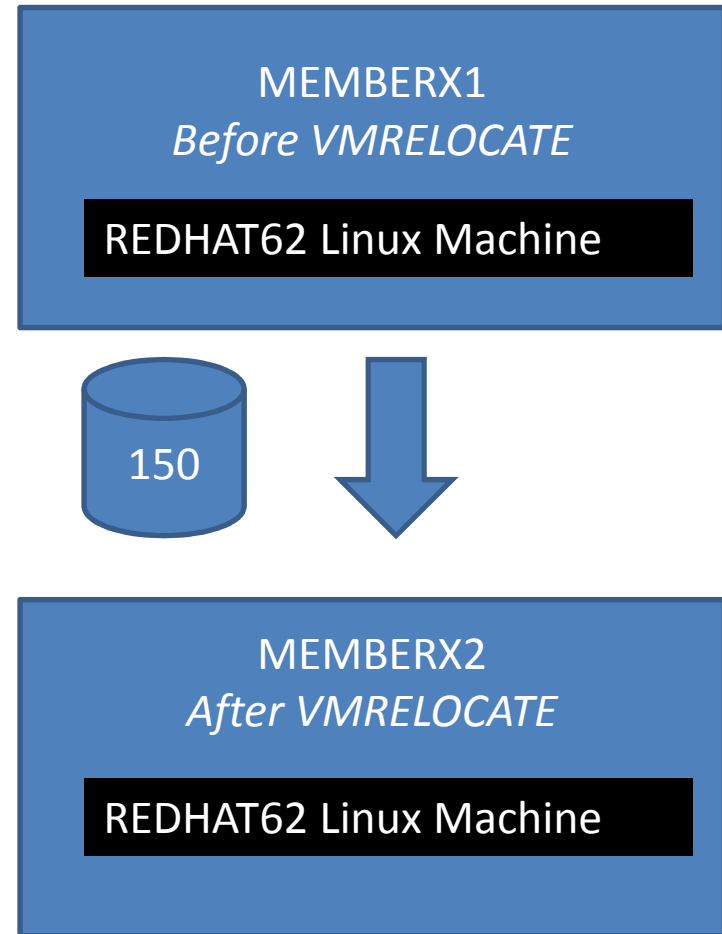 MEMBERX1
Before VMRELOCATE
REDHAT62 Linux Machine
150
MEMBERX2
After VMRELOCATE
REDHAT62 Linux Machine